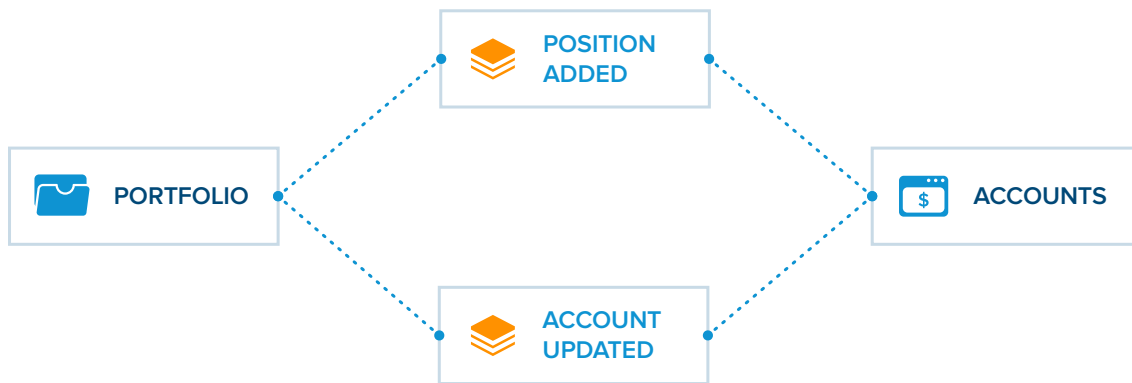 POSITION
ADDED
PORTFOLIO
$
ACCOUNTS
ACCOUNT
UPDATED